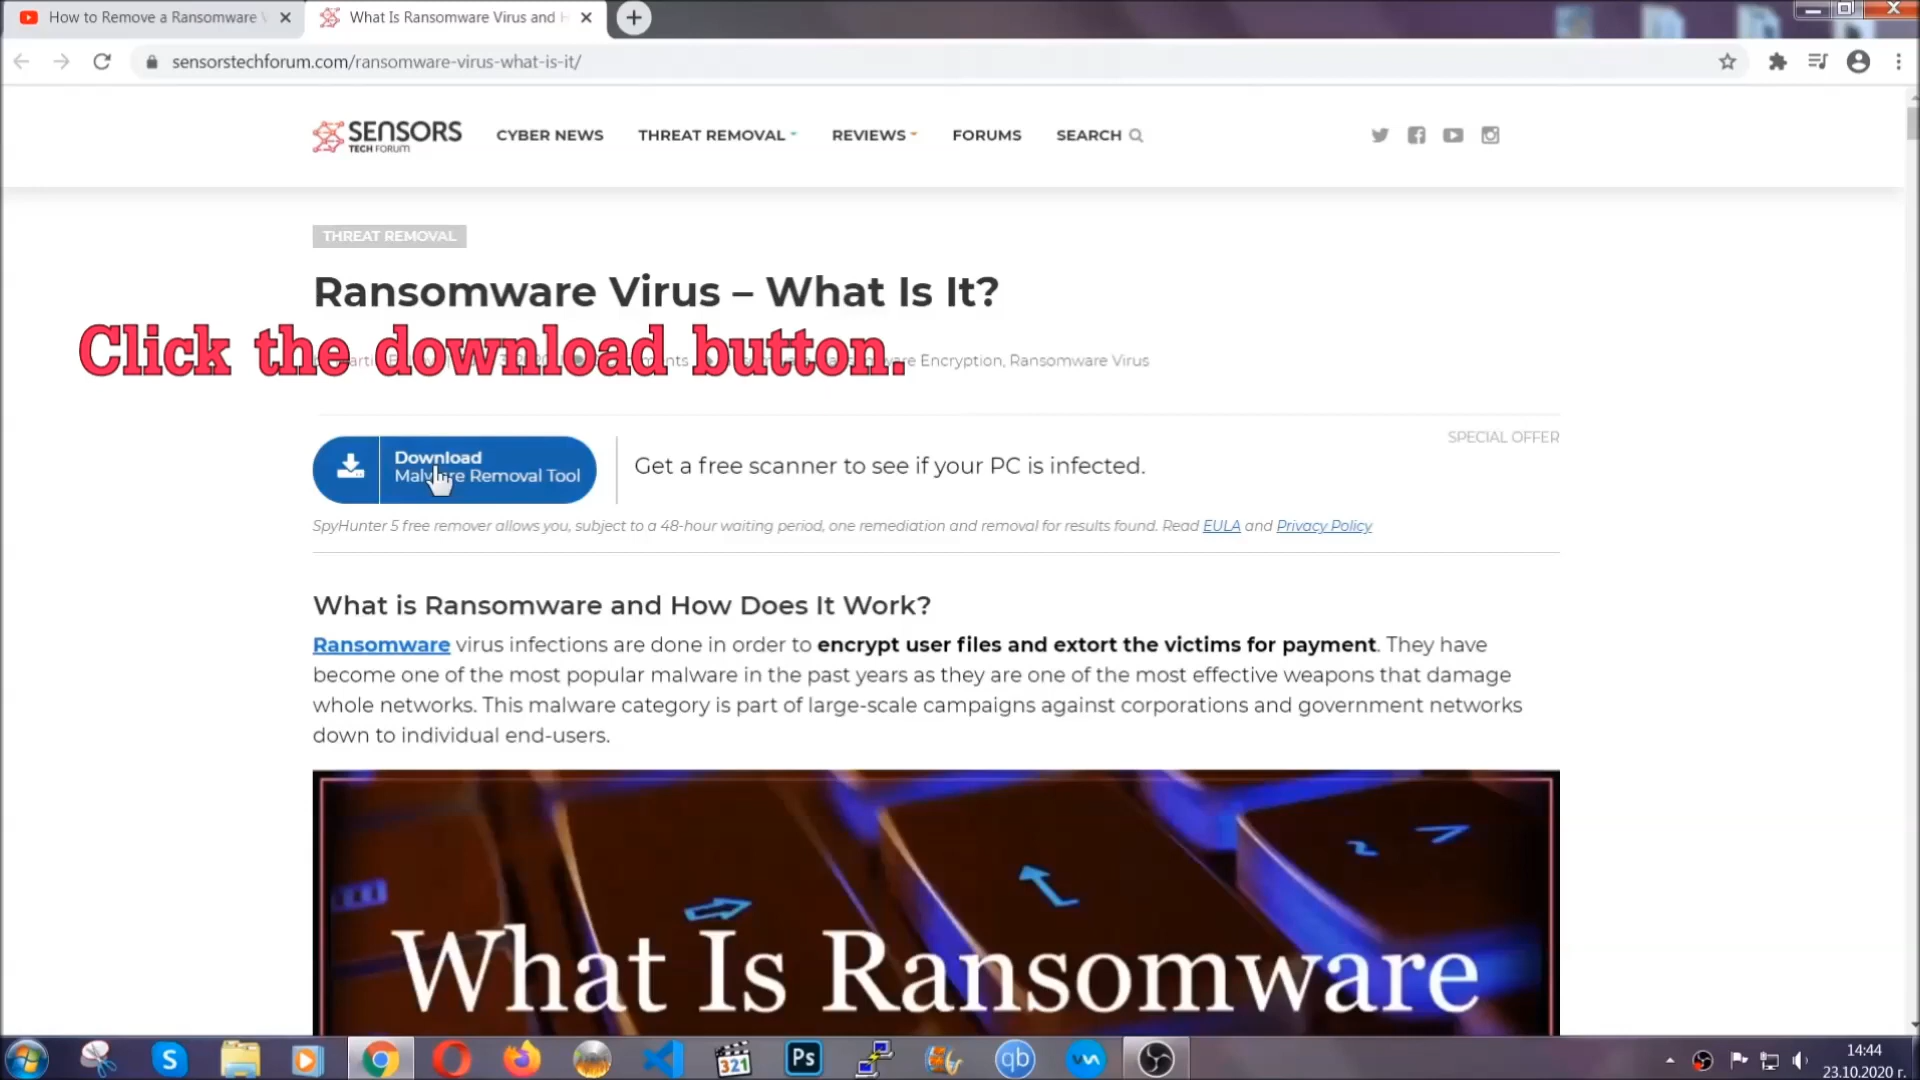 How to Remove a Ransomware V
What Is Ransomware Virus and H
sensorstechforum.com/ransomware-virus-what-is-it/
SENSORS
TECH FORUM
CYBER NEWS
THREAT REMOVAL
REVIEWS
FORUMS
SEARCH
THREAT REMOVAL
Ransomware Virus – What Is It?
Click the download button.
Encryption, Ransomware Virus
SPECIAL OFFER
Download
Malware Removal Tool
Get a free scanner to see if your PC is infected.
SpyHunter 5 free remover allows you, subject to a 48-hour waiting period, one remediation and removal for results found. Read EULA and Privacy Policy
What is Ransomware and How Does It Work?
Ransomware virus infections are done in order to encrypt user files and extort the victims for payment. They have
become one of the most popular malware in the past years as they are one of the most effective weapons that damage
whole networks. This malware category is part of large-scale campaigns against corporations and government networks
down to individual end-users.
What Is Ransomware
S
321
Ps
qb
14:44
23.10.2020 г.